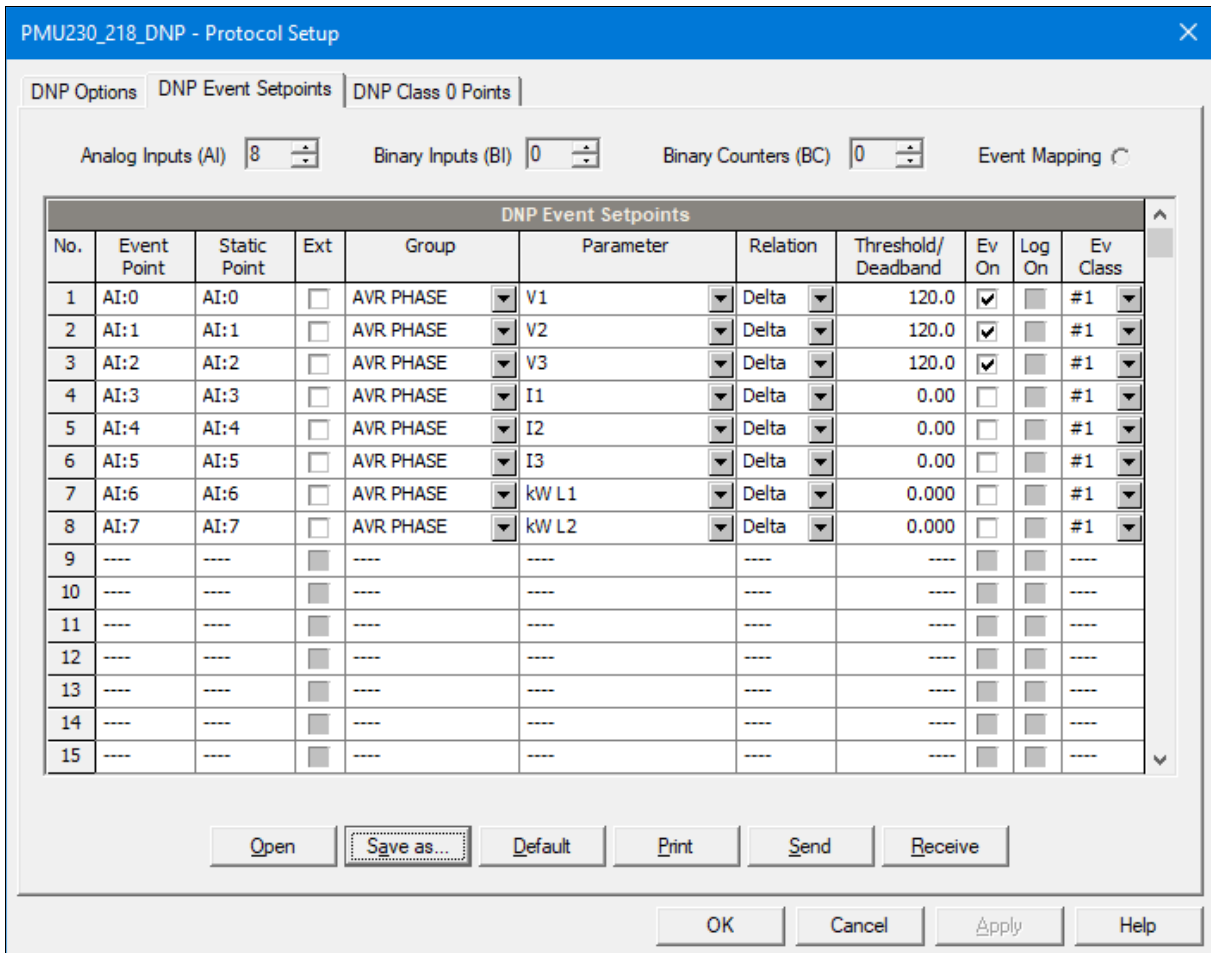 PMU230_218_DNP - Protocol Setup
DNP Options DNP Event Setpoints DNP Class 0 Points
Analog Inputs (AI) 8 Binary Inputs (BI) 0 Binary Counters (BC) 0 Event Mapping
DNP Event Setpoints
No. Event Point Static Point Ext Group Parameter Relation Threshold/ Deadband Ev On Log On Ev Class
1 AI:0 AI:0 AVR PHASE V1 Delta 120.0 #1
2 AI:1 AI:1 AVR PHASE V2 Delta 120.0 #1
3 AI:2 AI:2 AVR PHASE V3 Delta 120.0 #1
4 AI:3 AI:3 AVR PHASE I1 Delta 0.00 #1
5 AI:4 AI:4 AVR PHASE I2 Delta 0.00 #1
6 AI:5 AI:5 AVR PHASE I3 Delta 0.00 #1
7 AI:6 AI:6 AVR PHASE kW L1 Delta 0.000 #1
8 AI:7 AI:7 AVR PHASE kW L2 Delta 0.000 #1
9 ---- ---- ---- ---- ---- ---- ----
10 ---- ---- ---- ---- ---- ---- ----
11 ---- ---- ---- ---- ---- ---- ----
12 ---- ---- ---- ---- ---- ---- ----
13 ---- ---- ---- ---- ---- ---- ----
14 ---- ---- ---- ---- ---- ---- ----
15 ---- ---- ---- ---- ---- ---- ----
Open Save as... Default Print Send Receive
OK Cancel Apply Help